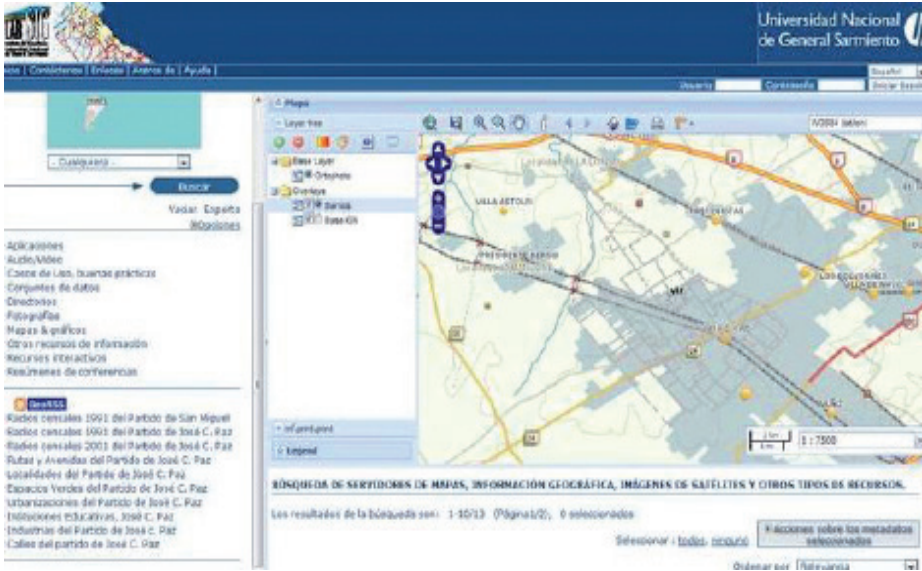 LAB SIG
Universidad Nacional
de General Sarmiento
Inicio | Contáctenos | Enlaces | Acerca de | Ayuda |
Español
Usuario Contraseña Iniciar
Mapa
Layer tree
Base Layer
Ortophoto
Overlays
Base IGN
- Cualquiera -
Buscar
Vaciar Experta
Opciones
Aplicaciones
Audio/Video
Casos de uso, buenas prácticas
Conjuntos de datos
Directorios
Fotografías
Mapas & gráficos
Otros recursos de información
Recursos interactivos
Resúmenes de conferencias
GeoRSS
Radios censales 1991 del Partido de San Miguel
Radios censales 1991 del Partido de José C. Paz
Radios censales 2001 del Partido de José C. Paz
Rutas y Avenidas del Partido de José C. Paz
Localidades del Partido de José C. Paz
Espacios Verdes del Partido de José C. Paz
Urbanizaciones del Partido de José C. Paz
Instituciones Educativas, José C. Paz
Industrias del Partido de José c. Paz
Calles del partido de José C. Paz
VILLA ASTOLFI
PRESIDENTE DERQUI
Legend
1 : 7500
BÚSQUEDA DE SERVIDORES DE MAPAS, INFORMACIÓN GEOGRÁFICA, IMÁGENES DE SATÉLITES Y OTROS TIPOS DE RECURSOS.
Los resultados de la búsqueda son: 1-10/13 (Página1/2), 0 seleccionados
Seleccionar : todos, ninguno
acciones sobre los metadatos
seleccionados
Ordenar por Relevancia